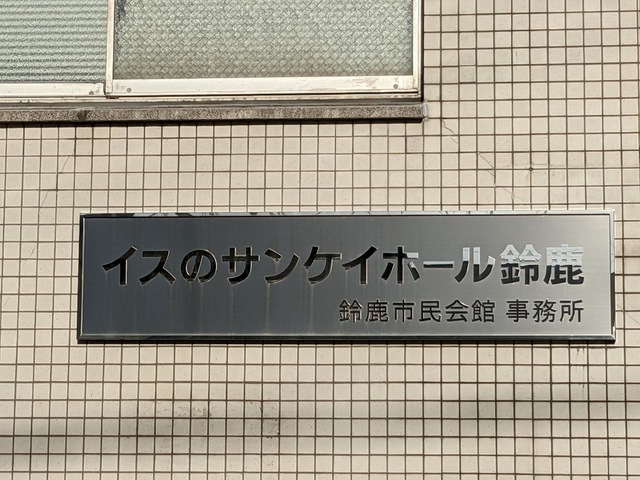 イスのサンケイホール鈴鹿
鈴鹿市民会館 事務所